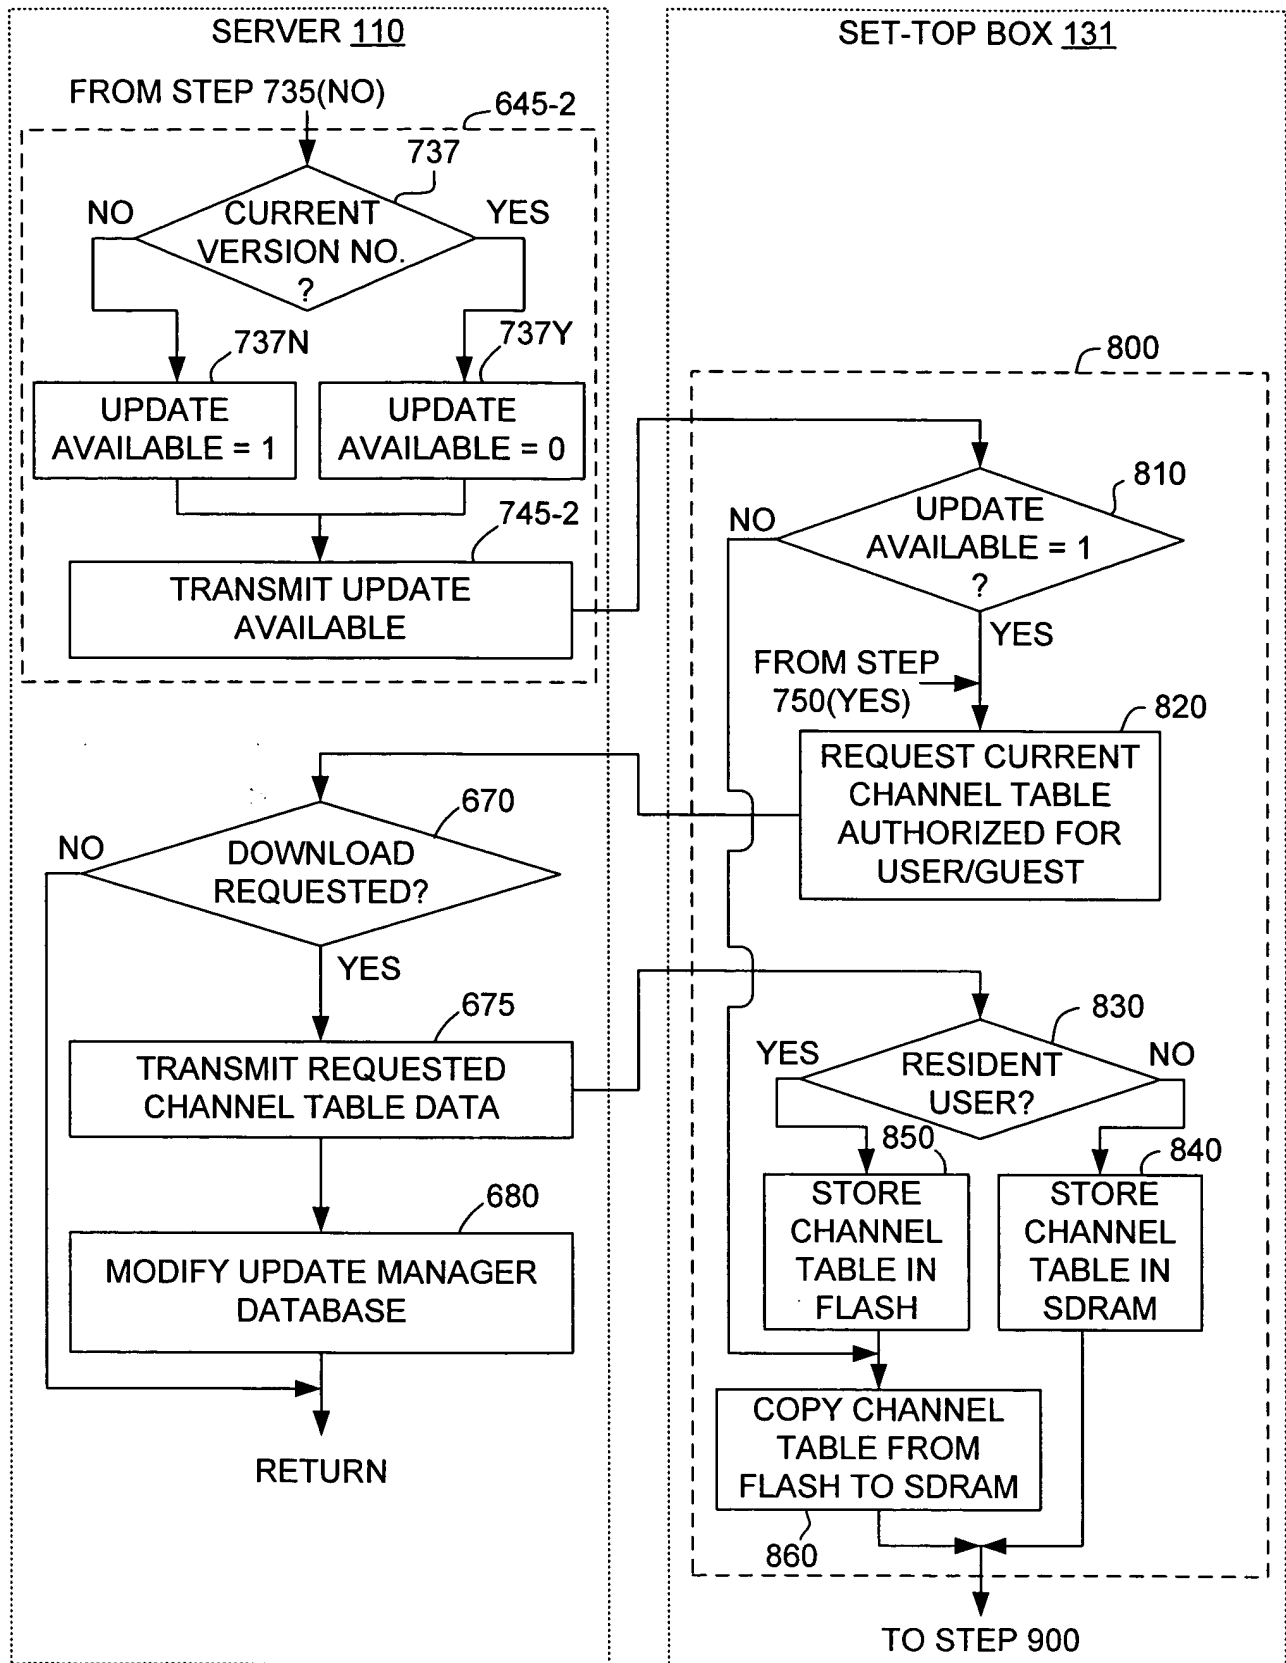 SERVER 110
FROM STEP 735(NO)
645-2
737
NO
YES
CURRENT
VERSION NO.
?
737N
737Y
UPDATE
AVAILABLE = 1
UPDATE
AVAILABLE = 0
745-2
TRANSMIT UPDATE
AVAILABLE
670
NO
DOWNLOAD
REQUESTED?
YES
675
TRANSMIT REQUESTED
CHANNEL TABLE DATA
680
MODIFY UPDATE MANAGER
DATABASE
RETURN
SET-TOP BOX 131
800
810
NO
UPDATE
AVAILABLE = 1
?
YES
FROM STEP
750(YES)
820
REQUEST CURRENT
CHANNEL TABLE
AUTHORIZED FOR
USER/GUEST
830
YES
NO
RESIDENT
USER?
850
840
STORE
CHANNEL
TABLE IN
FLASH
STORE
CHANNEL
TABLE IN
SDRAM
COPY CHANNEL
TABLE FROM
FLASH TO SDRAM
860
TO STEP 900